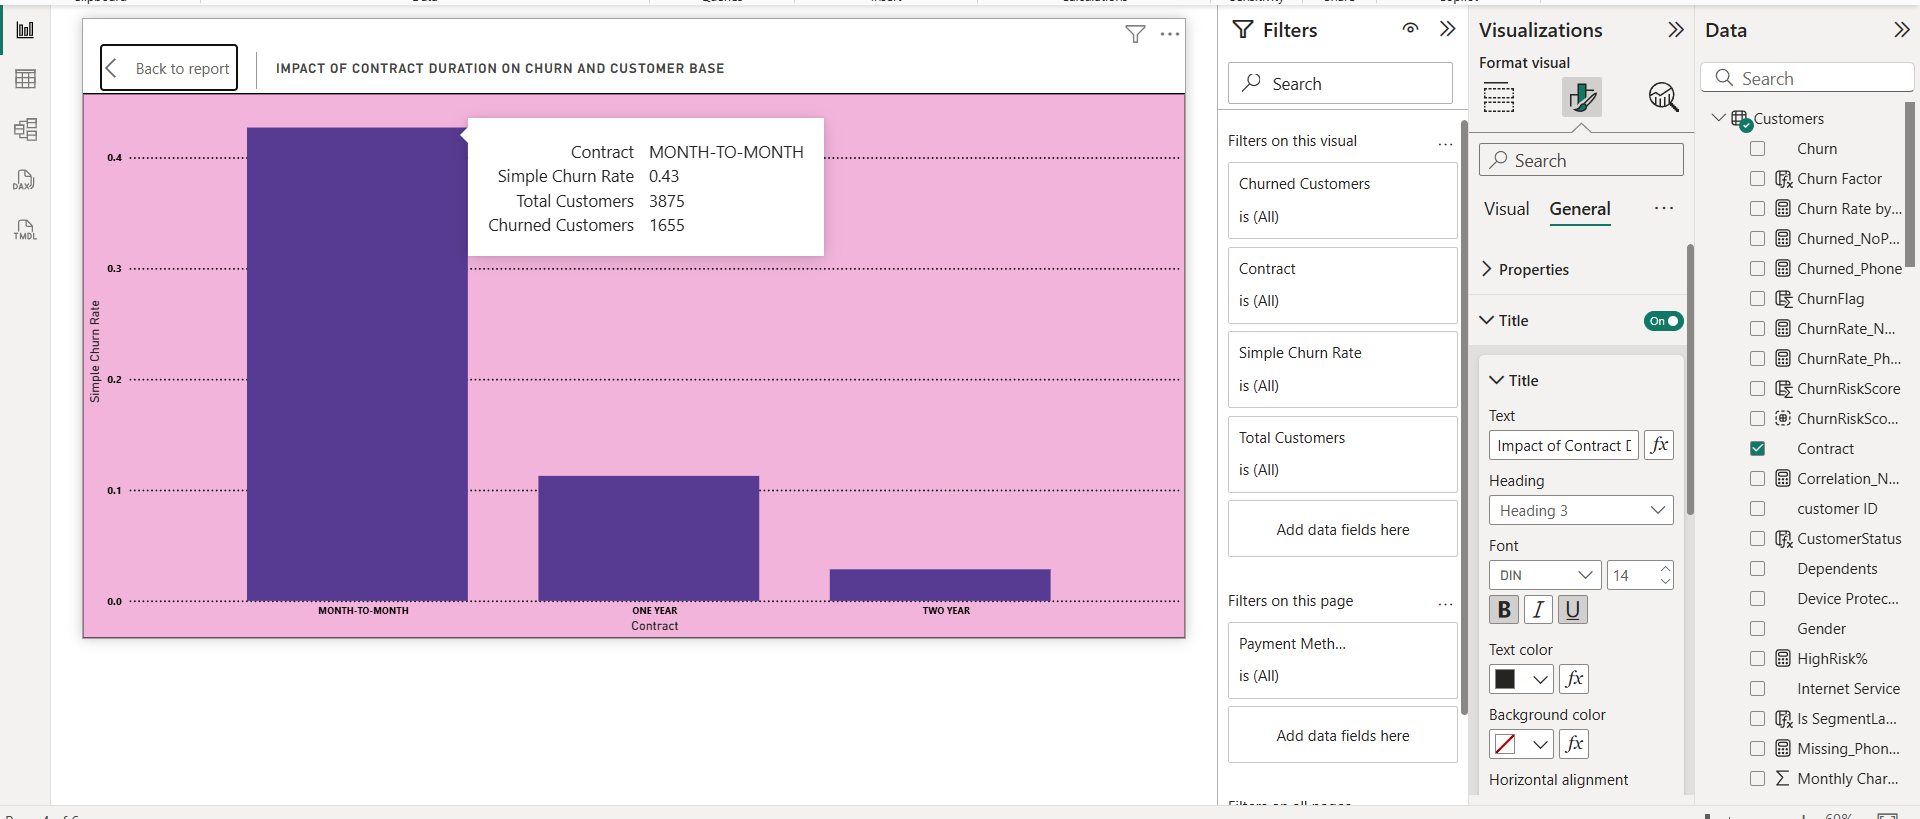 Back to report
IMPACT OF CONTRACT DURATION ON CHURN AND CUSTOMER BASE
0.4
0.3
0.2
0.1
0.0
Simple Churn Rate
MONTH-TO-MONTH
ONE YEAR
TWO YEAR
Contract
Contract MONTH-TO-MONTH
Simple Churn Rate 0.43
Total Customers 3875
Churned Customers 1655
DAX
TMDL
Filters
Search
Filters on this visual
...
Churned Customers
is (All)
Contract
is (All)
Simple Churn Rate
is (All)
Total Customers
is (All)
Add data fields here
Filters on this page
...
Payment Meth...
is (All)
Add data fields here
Visualizations
Format visual
Search
Visual
General
...
Properties
Title
On
Title
Text
Impact of Contract D
fx
Heading
Heading 3
Font
DIN
14
B
I
U
Text color
fx
Background color
fx
Horizontal alignment
Data
Search
Customers
Churn
Churn Factor
Churn Rate by...
Churned_NoP...
Churned_Phone
ChurnFlag
ChurnRate_N...
ChurnRate_Ph...
ChurnRiskScore
ChurnRiskSco...
Contract
Correlation_N...
customer ID
CustomerStatus
Dependents
Device Protec...
Gender
HighRisk%
Internet Service
Is SegmentLa...
Missing_Phon...
Monthly Char...